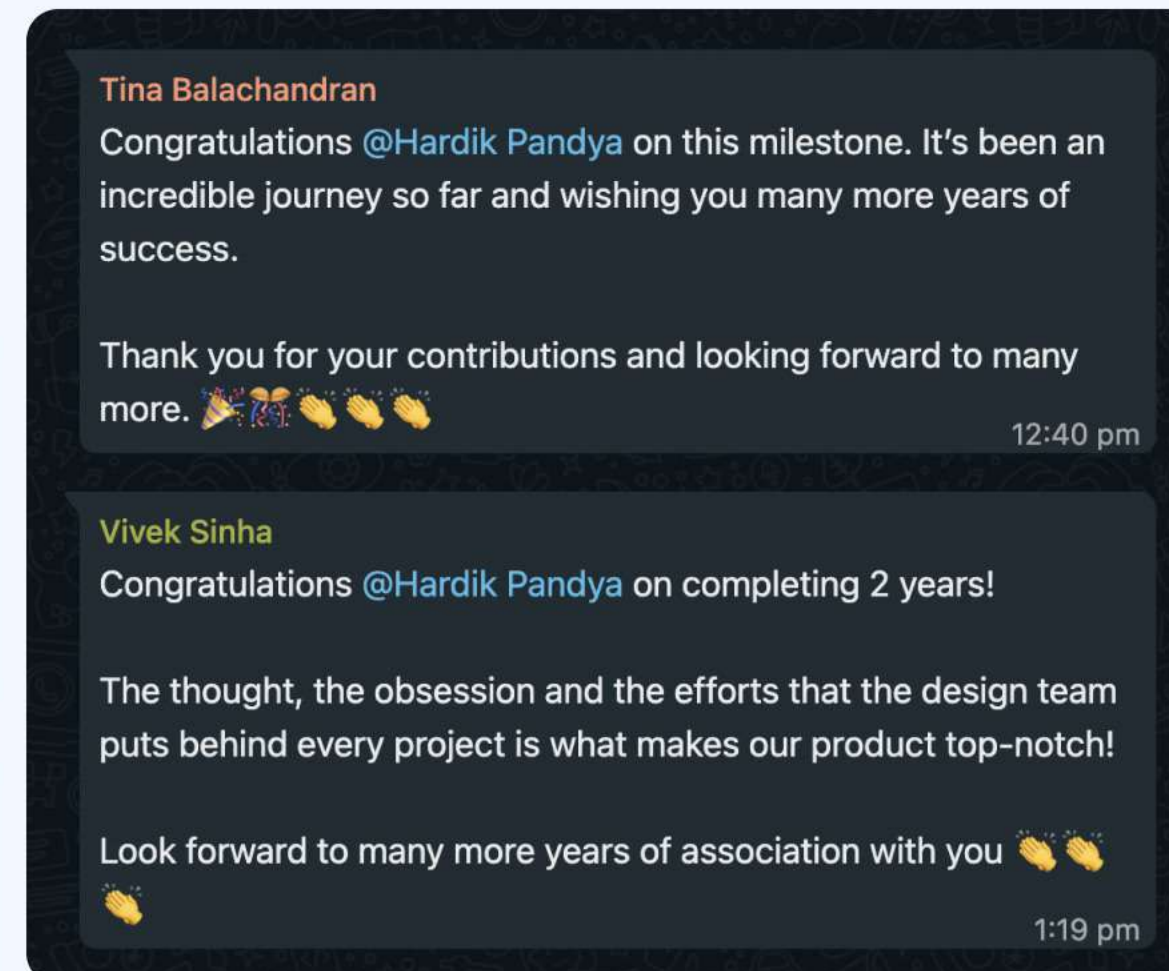 Tina Balachandran
Congratulations @Hardik Pandya on this milestone. It’s been an
incredible journey so far and wishing you many more years of
success.
Thank you for your contributions and looking forward to many
more. 🎉🎊👏👏👏
12:40 pm
Vivek Sinha
Congratulations @Hardik Pandya on completing 2 years!
The thought, the obsession and the efforts that the design team
puts behind every project is what makes our product top-notch!
Look forward to many more years of association with you 👏👏
👏
1:19 pm